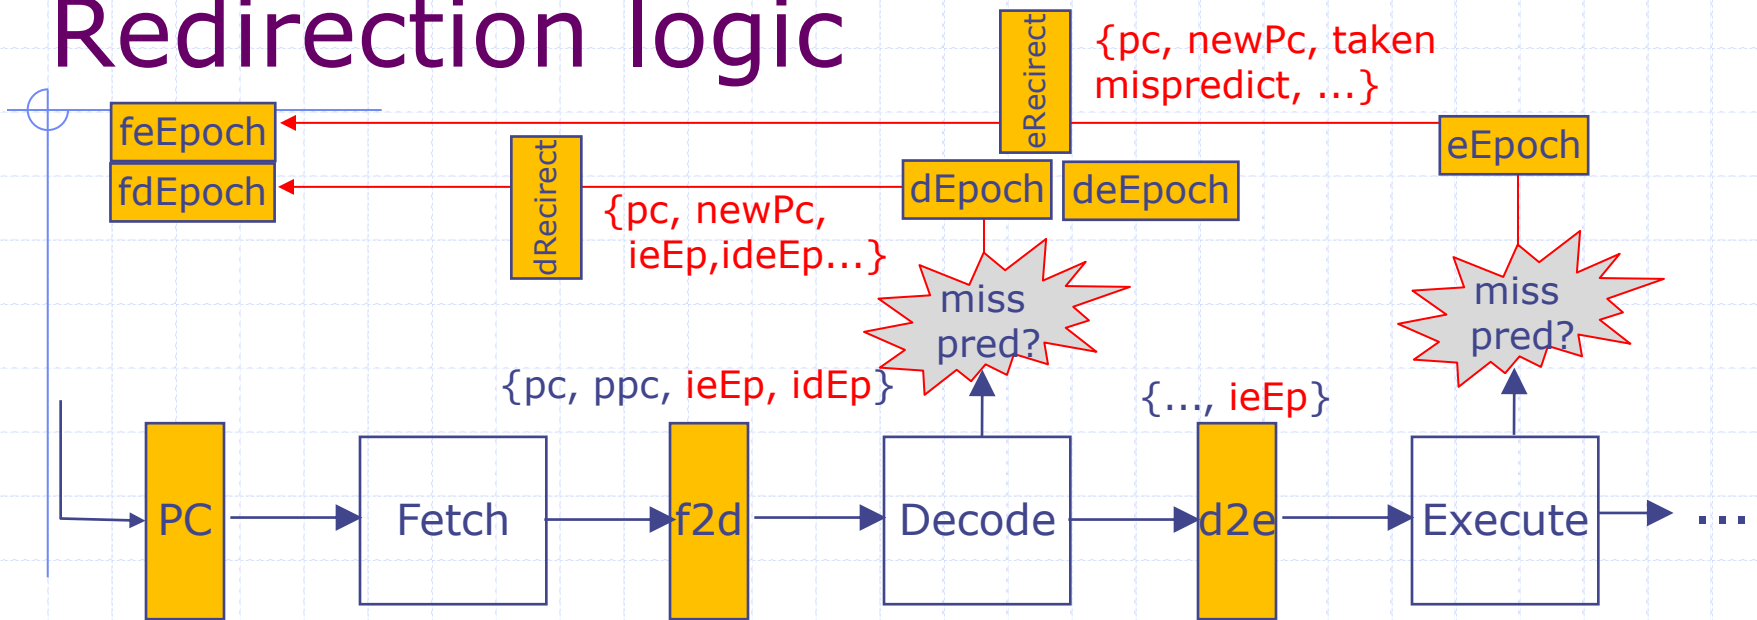 Redirection logic
eRecirect
{pc, newPc, taken
mispredict, ...}
feEpoch
eEpoch
fdEpoch
dRecirect
{pc, newPc,
ieEp,ideEp...}
dEpoch
deEpoch
miss
pred?
miss
pred?
{pc, ppc, ieEp, idEp}
{..., ieEp}
PC
Fetch
f2d
Decode
d2e
Execute
...